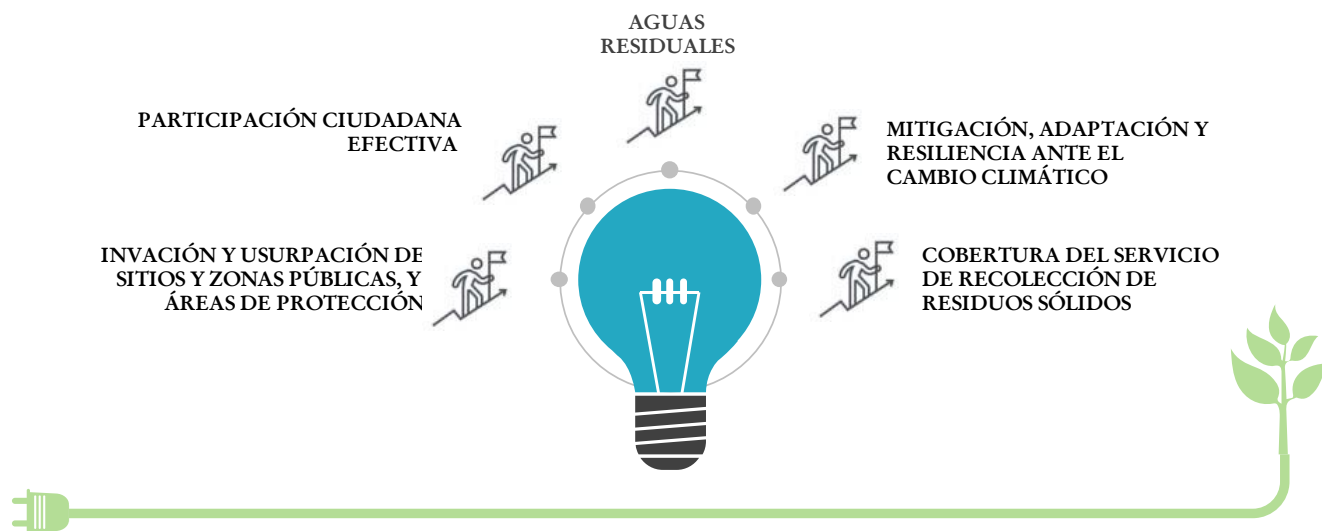 AGUAS
RESIDUALES
PARTICIPACIÓN CIUDADANA
EFECTIVA
MITIGACIÓN, ADAPTACIÓN Y
RESILIENCIA ANTE EL
CAMBIO CLIMÁTICO
INVACIÓN Y USURPACIÓN DE
SITIOS Y ZONAS PÚBLICAS, Y
ÁREAS DE PROTECCIÓN
COBERTURA DEL SERVICIO
DE RECOLECCIÓN DE
RESIDUOS SÓLIDOS